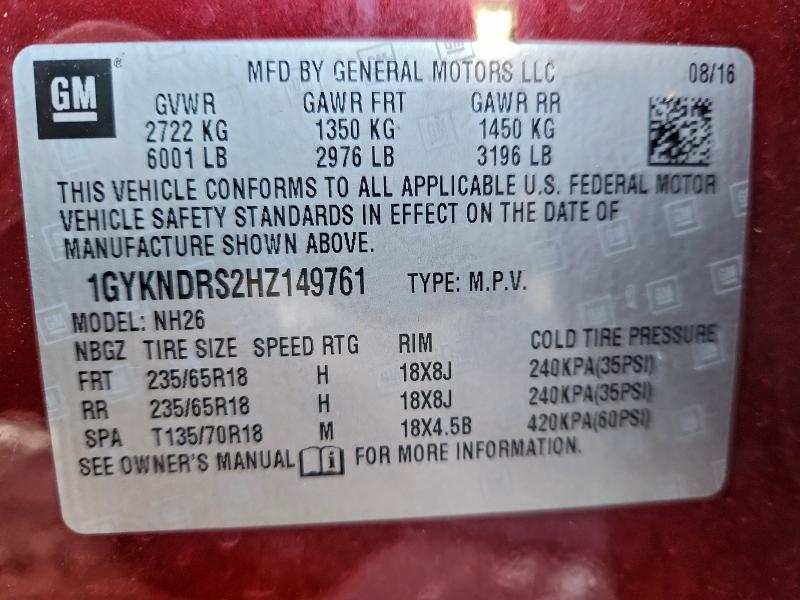 GM ®
MFD BY GENERAL MOTORS LLC 08/16
GVWR GAWR FRT GAWR RR
2722 KG 1350 KG 1450 KG
6001 LB 2976 LB 3196 LB
THIS VEHICLE CONFORMS TO ALL APPLICABLE U.S. FEDERAL MOTOR
VEHICLE SAFETY STANDARDS IN EFFECT ON THE DATE OF
MANUFACTURE SHOWN ABOVE.
1GYKNDRS2HZ149761 TYPE: M.P.V.
MODEL: NH26
NBGZ TIRE SIZE SPEED RTG RIM COLD TIRE PRESSURE
FRT 235/65R18 H 18X8J 240KPA(35PSI)
RR 235/65R18 H 18X8J 240KPA(35PSI)
SPA T135/70R18 M 18X4.5B 420KPA(60PSI)
SEE OWNER'S MANUAL i FOR MORE INFORMATION.